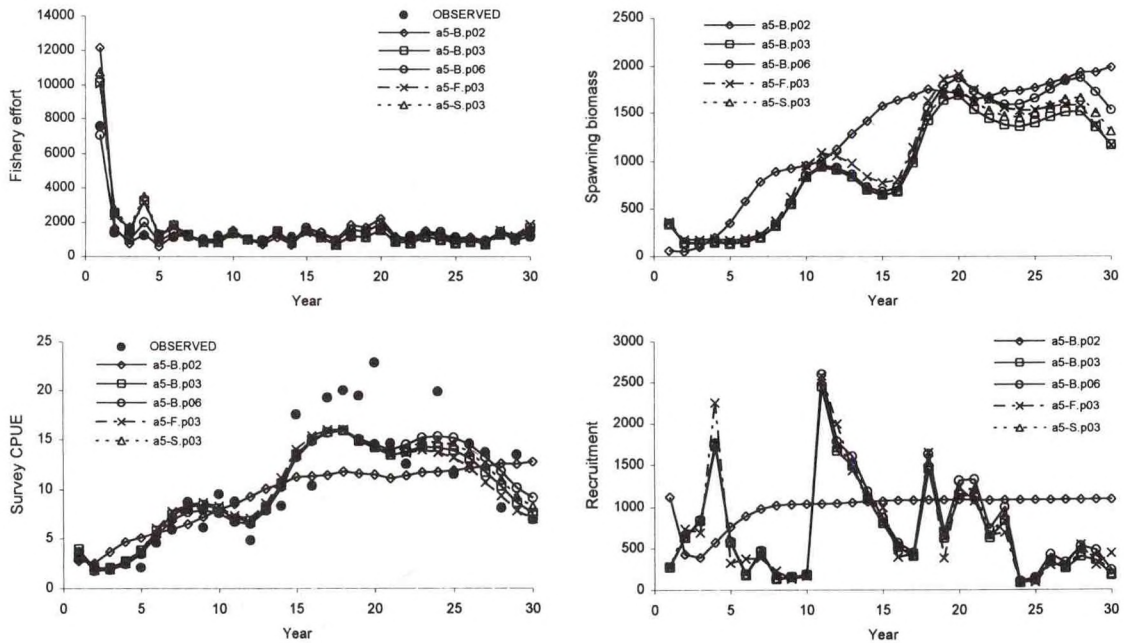 Fishery effort
14000
12000
10000
8000
6000
4000
2000
0
0 5 10 15 20 25 30
Year
OBSERVED
a5-B.p02
a5-B.p03
a5-B.p06
a5-F.p03
a5-S.p03
Spawning biomass
2500
2000
1500
1000
500
0
0 5 10 15 20 25 30
Year
a5-B.p02
a5-B.p03
a5-B.p06
a5-F.p03
a5-S.p03
Survey CPUE
25
20
15
10
5
0
0 5 10 15 20 25 30
Year
OBSERVED
a5-B.p02
a5-B.p03
a5-B.p06
a5-F.p03
a5-S.p03
Recruitment
3000
2500
2000
1500
1000
500
0
0 5 10 15 20 25 30
Year
a5-B.p02
a5-B.p03
a5-B.p06
a5-F.p03
a5-S.p03